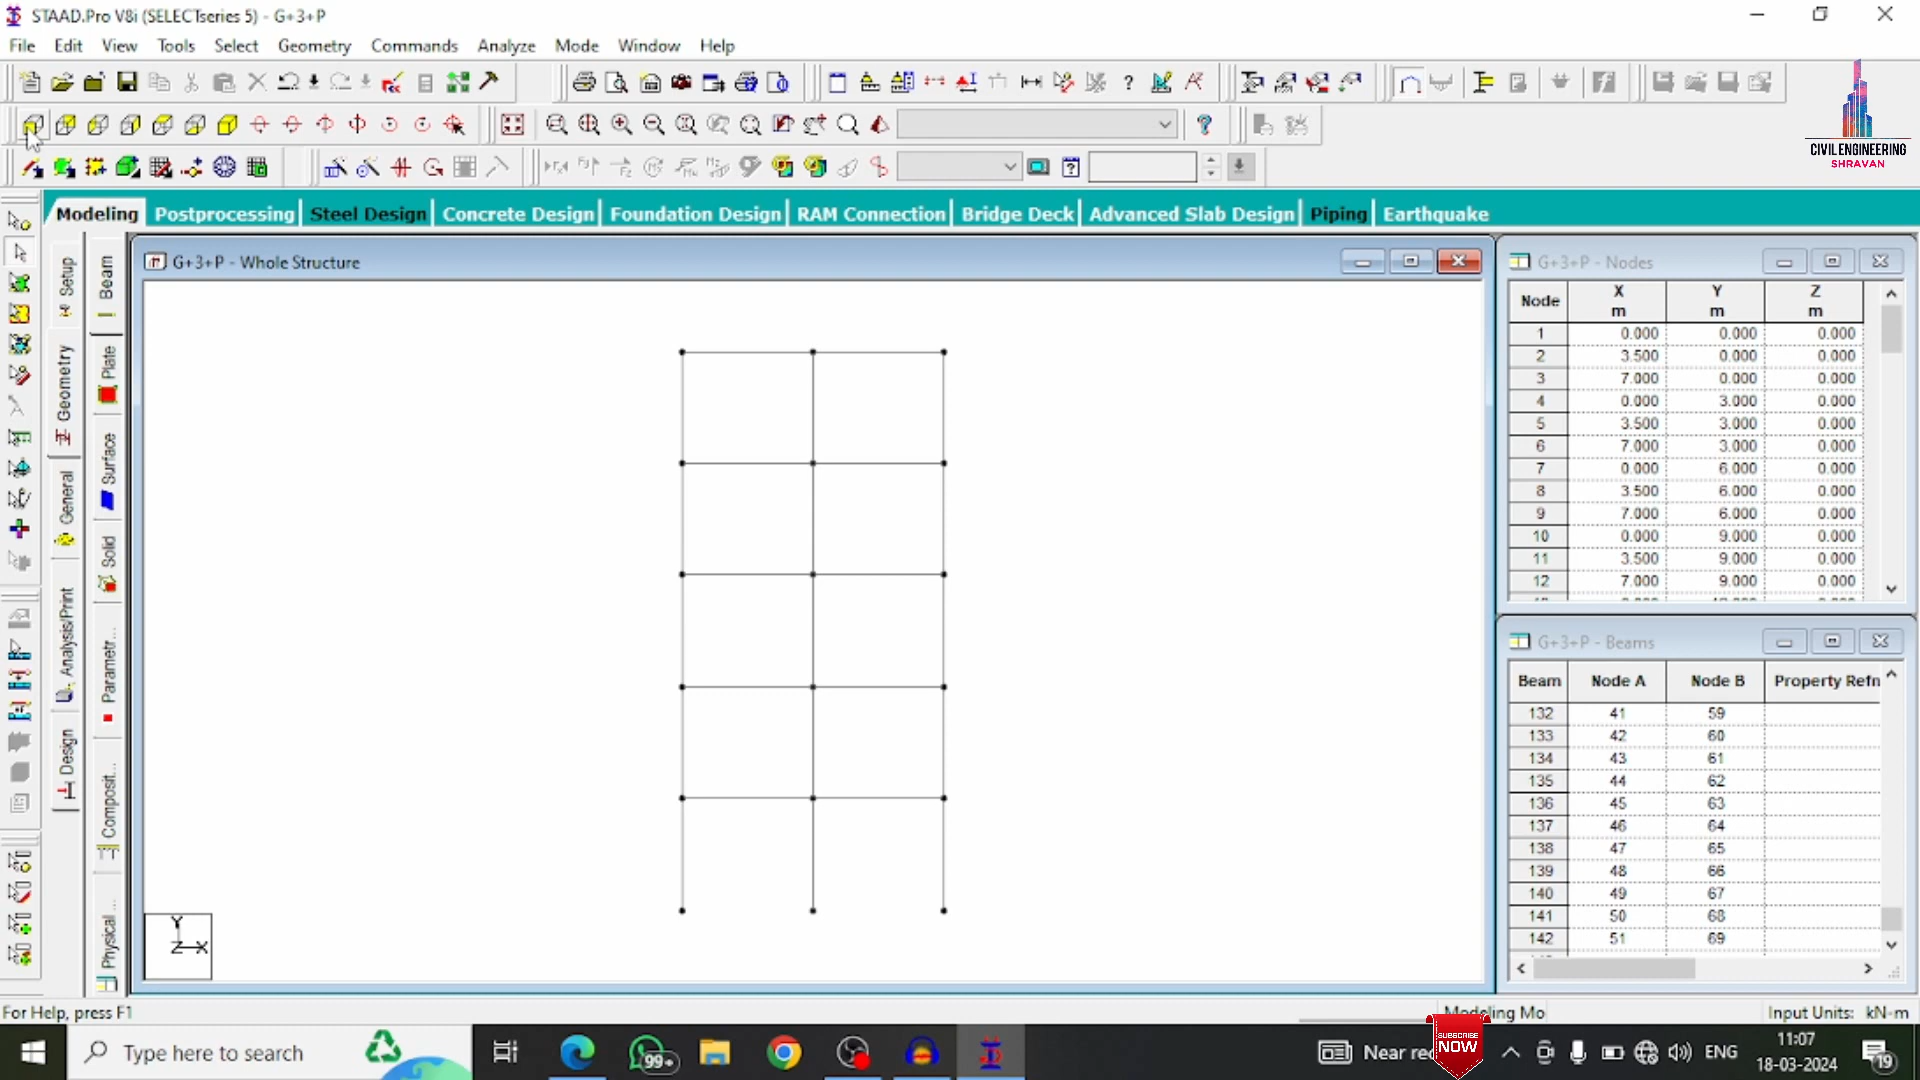 STAAD.Pro V8i (SELECTseries 5) - G+3+P
File Edit View Tools Select Geometry Commands Analyze Mode Window Help
CIVIL ENGINEERING
SHRAVAN
Modeling Postprocessing Steel Design Concrete Design Foundation Design RAM Connection Bridge Deck Advanced Slab Design Piping Earthquake
Setup
Geometry
General
Analysis/Print
Design
Beam
Plate
Surface
Solid
Parametr...
Composit...
Physical ...
G+3+P - Whole Structure
Y
Z X
G+3+P - Nodes
Node X Y Z
m m m
1 0.000 0.000 0.000
2 3.500 0.000 0.000
3 7.000 0.000 0.000
4 0.000 3.000 0.000
5 3.500 3.000 0.000
6 7.000 3.000 0.000
7 0.000 6.000 0.000
8 3.500 6.000 0.000
9 7.000 6.000 0.000
10 0.000 9.000 0.000
11 3.500 9.000 0.000
12 7.000 9.000 0.000
G+3+P - Beams
Beam Node A Node B Property Refn
132 41 59
133 42 60
134 43 61
135 44 62
136 45 63
137 46 64
138 47 65
139 48 66
140 49 67
141 50 68
142 51 69
For Help, press F1
Modeling Mo
Input Units: kN-m
Type here to search
99+
Near rec
SUBSCRIBE
NOW
ENG
11:07
18-03-2024
19